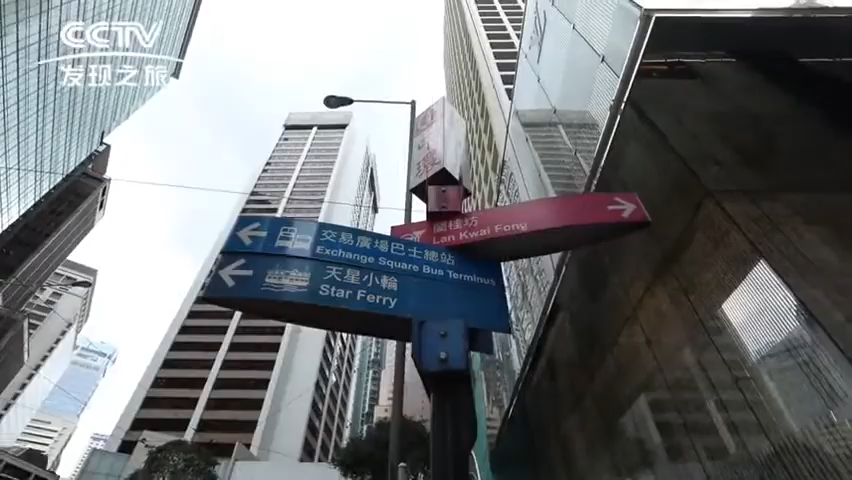 CCTV
发现之旅
環
蘭桂坊
Lan Kwai Fong
交易廣場巴士總站
Exchange Square Bus Terminus
天星小輪
Star Ferry